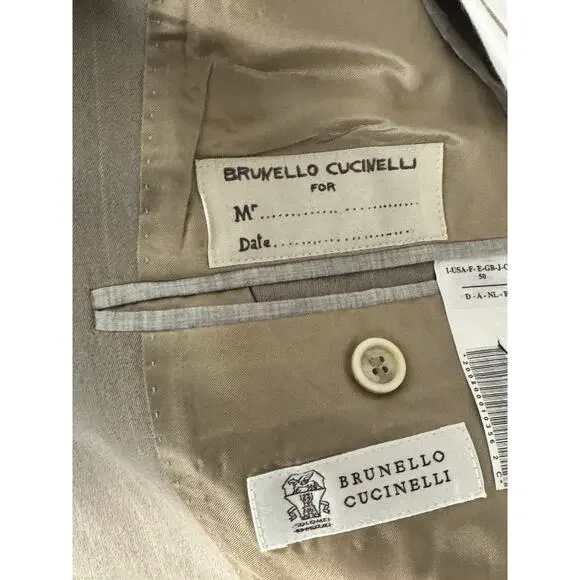 BRUNELLO CUCINELLI
FOR
Mr
Date
I-USA-F-E-GB-J-C
50
D-A-NL-
BRUNELLO
CUCINELLI
SOLOMEO